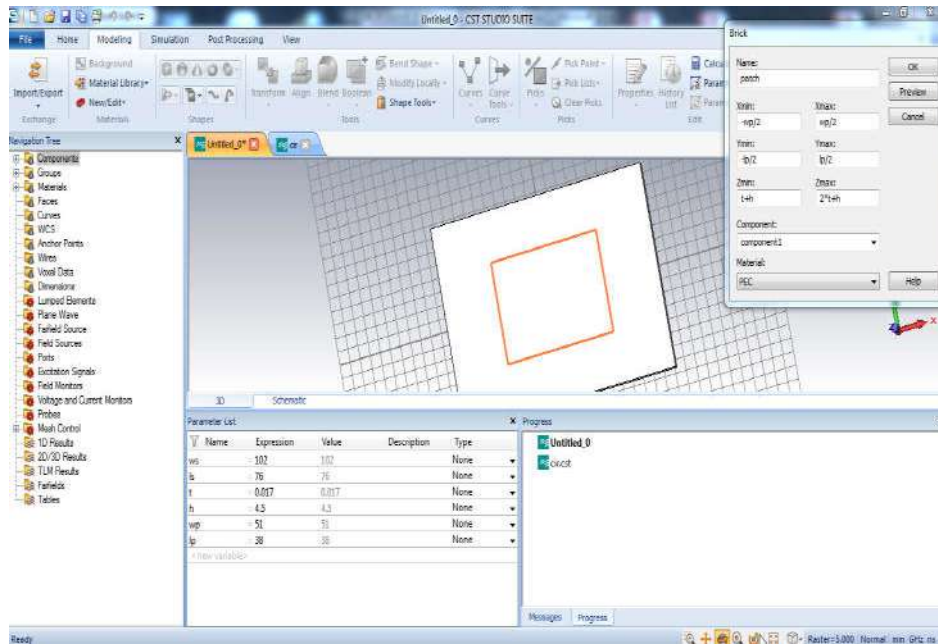 Untitled_0 - CST STUDIO SUITE
File Home Modeling Simulation Post Processing View
Import/Export
Background
Material Library
New/Edit
Exchange
Materials
Shapes
Transform Align Blend Boolean
Bend Shape
Modify Locally
Shape Tools
Tools
Curves
Curve Tools
Curves
Picks
Pick Point
Pick Lists
Clear Picks
Picks
Properties
History List
Edit
Brick
Name:
patch
OK
Preview
Cancel
Xmin: Xmax:
-wp/2 wp/2
Ymin: Ymax:
-lp/2 lp/2
Zmin: Zmax:
t+h 2*t+h
Component:
component1
Material:
PEC
Help
Navigation Tree
Untitled_0*
Components
Groups
Materials
Faces
Curves
WCS
Anchor Points
Wires
Voxel Data
Dimensions
Lumped Elements
Plane Wave
Farfield Source
Field Sources
Ports
Excitation Signals
Field Monitors
Voltage and Current Monitors
Probes
Mesh Control
1D Results
2D/3D Results
TLM Results
Farfields
Tables
x
3D Schematic
Parameter List
Name Expression Value Description Type
ws 102 102 None
ls 76 76 None
t 0.017 0.017 None
h 4.5 4.5 None
wp 51 51 None
lp 38 38 None
<new variable>
Progress
Untitled_0
Messages Progress
Ready
Raster=5.000 Normal mm GHz ns